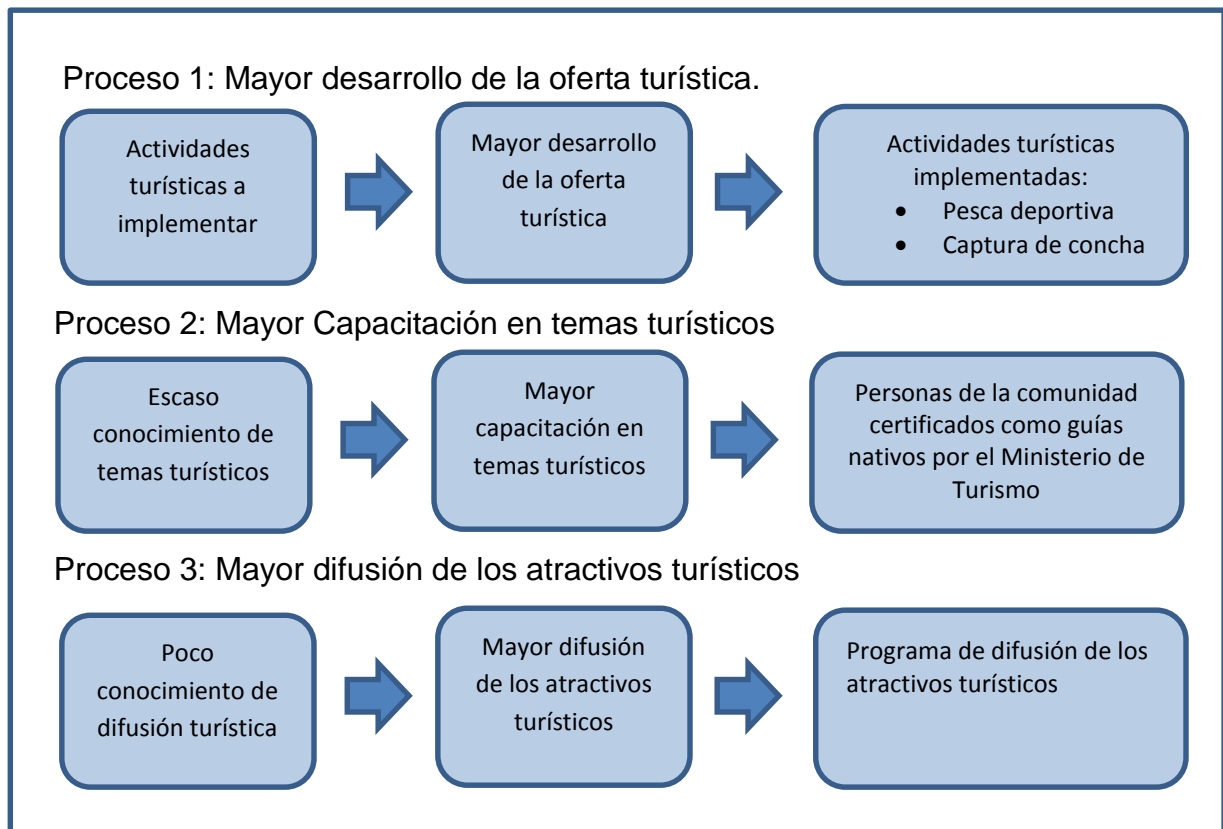 Proceso 1: Mayor desarrollo de la oferta turística.
Actividades
turísticas a
implementar
Mayor desarrollo
de la oferta
turística
Actividades turísticas
implementadas:
• Pesca deportiva
• Captura de concha
Proceso 2: Mayor Capacitación en temas turísticos
Escaso
conocimiento de
temas turísticos
Mayor
capacitación en
temas turísticos
Personas de la comunidad
certificados como guías
nativos por el Ministerio de
Turismo
Proceso 3: Mayor difusión de los atractivos turísticos
Poco
conocimiento de
difusión turística
Mayor difusión
de los atractivos
turísticos
Programa de difusión de los
atractivos turísticos